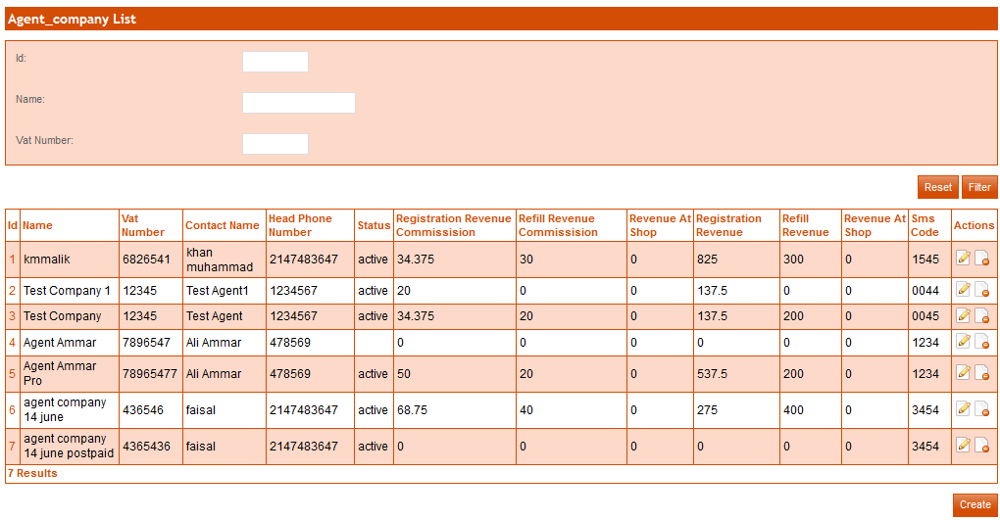 Agent_company List
Id:
Name:
Vat Number:
Reset Filter
Id Name Vat Number Contact Name Head Phone Number Status Registration Revenue Commissision Refill Revenue Commissision Revenue At Shop Registration Revenue Refill Revenue Revenue At Shop Sms Code Actions
1 kmmalik 6826541 khan muhammad 2147483647 active 34.375 30 0 825 300 0 1545
2 Test Company 1 12345 Test Agent1 1234567 active 20 0 0 137.5 0 0 0044
3 Test Company 12345 Test Agent 1234567 active 34.375 20 0 137.5 200 0 0045
4 Agent Ammar 7896547 Ali Ammar 478569 0 0 0 0 0 0 1234
5 Agent Ammar Pro 78965477 Ali Ammar 478569 active 50 20 0 537.5 200 0 1234
6 agent company 14 june 436546 faisal 2147483647 active 68.75 40 0 275 400 0 3454
7 agent company 14 june postpaid 4365436 faisal 2147483647 active 0 0 0 0 0 0 3454
7 Results
Create